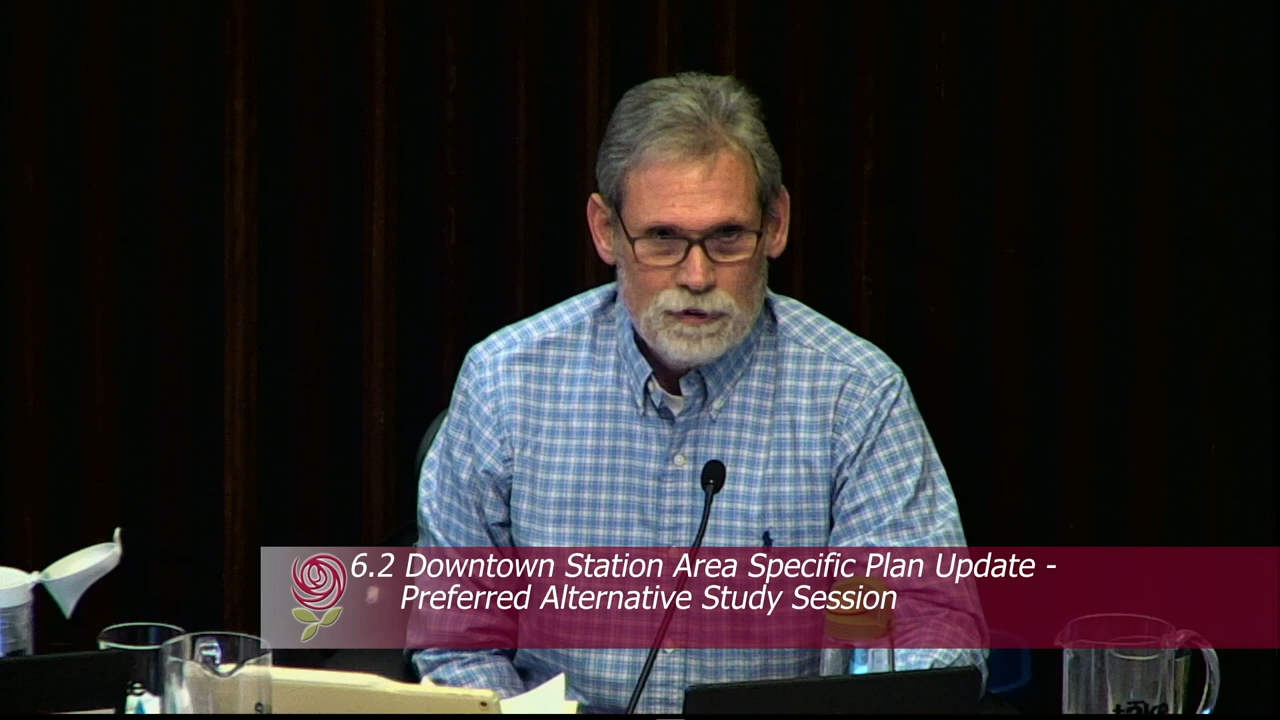 6.2 Downtown Station Area Specific Plan Update -
Preferred Alternative Study Session